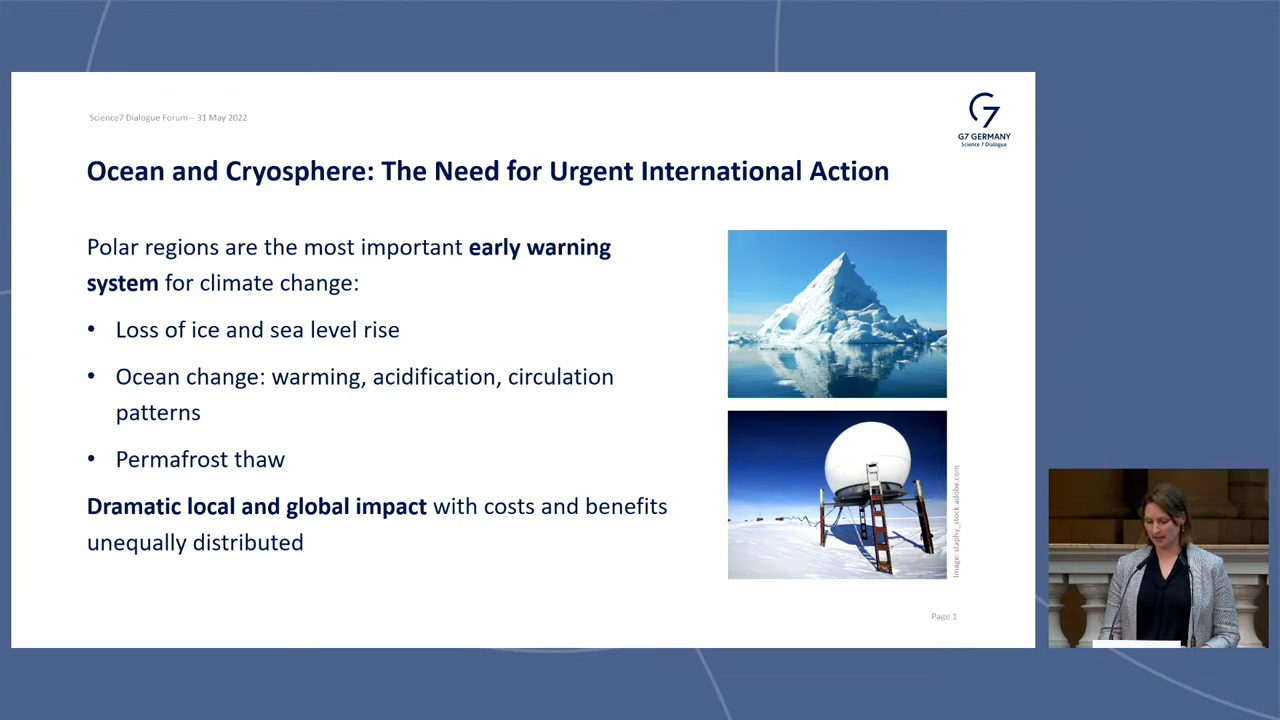 Science7 Dialogue Forum – 31 May 2022
G7 GERMANY
Science 7 Dialogue
Ocean and Cryosphere: The Need for Urgent International Action
Polar regions are the most important early warning
system for climate change:
• Loss of ice and sea level rise
• Ocean change: warming, acidification, circulation
patterns
• Permafrost thaw
Dramatic local and global impact with costs and benefits
unequally distributed
Image: staphy_stock.adobe.com
Page 1